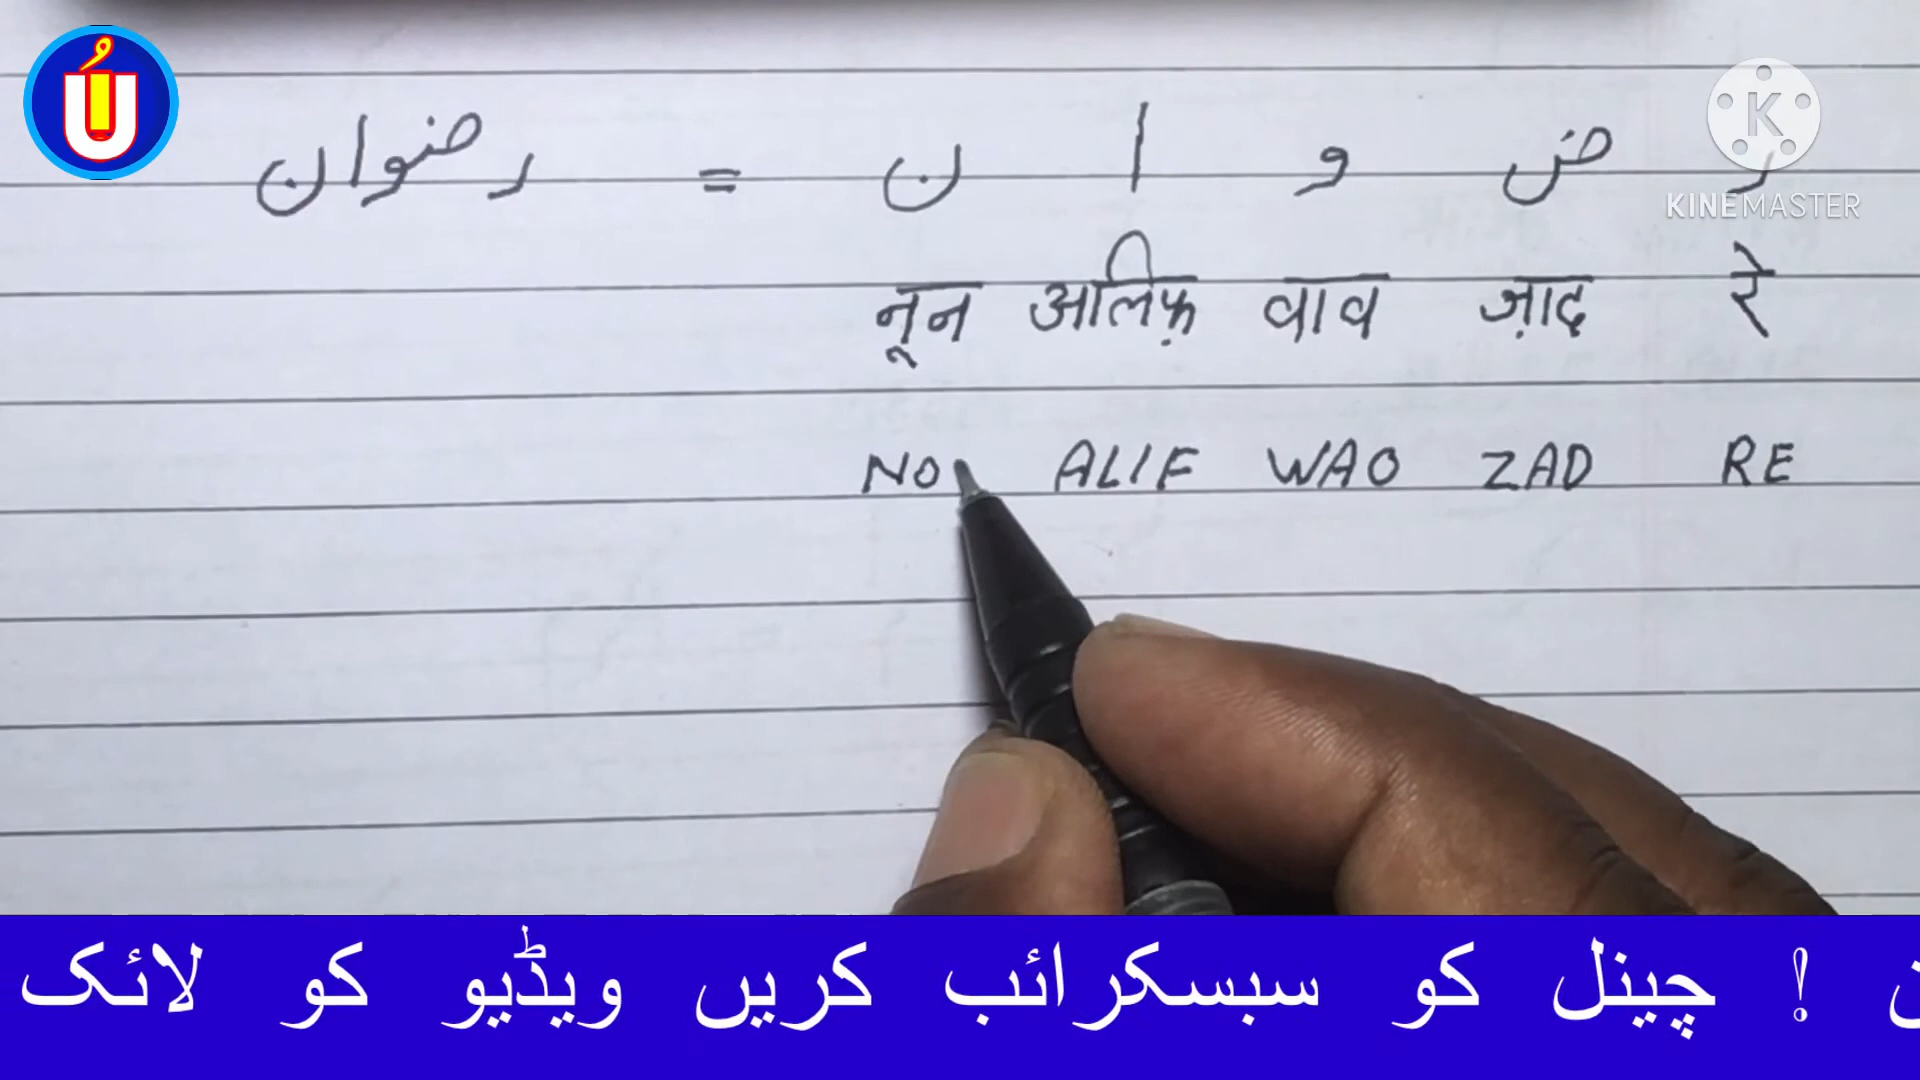 ر ض و ا ن = رضوان
नून अलिफ़ वाव ज़ाद रे
NO ALIF WAO ZAD RE
KINEMASTER
! چینل کو سبسکرائب کریں ویڈیو کو لائک